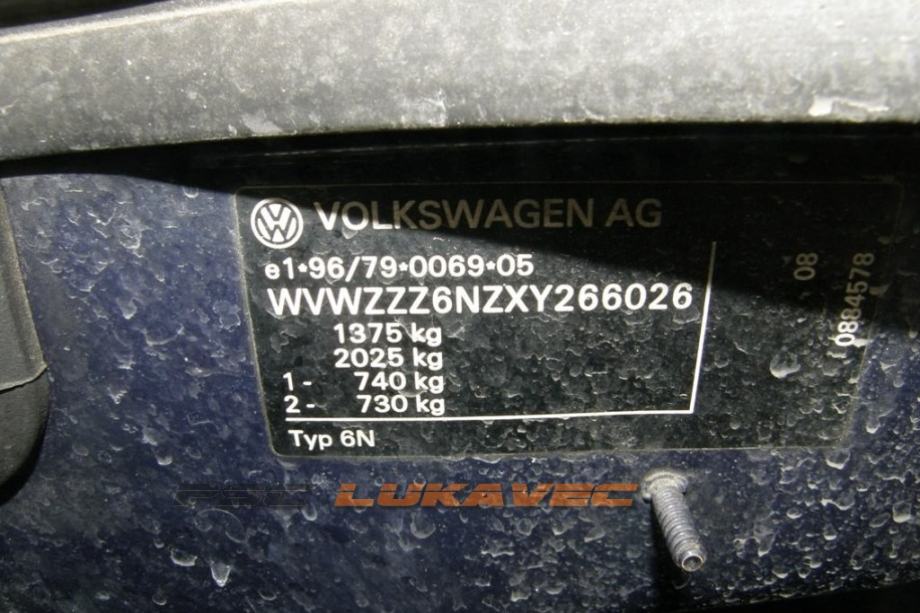 VOLKSWAGEN AG
e1*96/79*0069*05
WVWZZZ6NZXY266026
1375 kg
2025 kg
1- 740 kg
2- 730 kg
Typ 6N
08
0884578
LUKAVEC